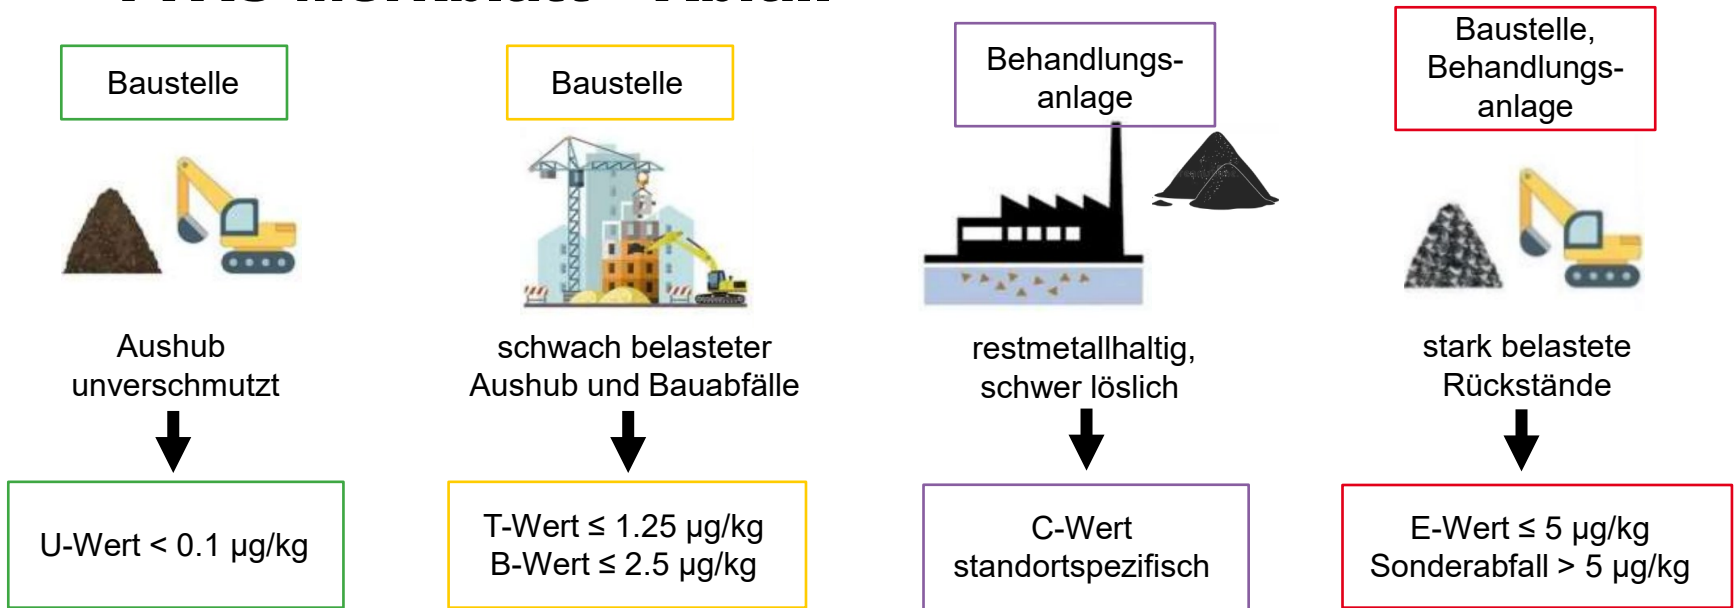 Baustelle
Aushub
unverschmutzt
U-Wert < 0.1 µg/kg
Baustelle
schwach belasteter
Aushub und Bauabfälle
T-Wert ≤ 1.25 µg/kg
B-Wert ≤ 2.5 µg/kg
Behandlungs-
anlage
restmetallhaltig,
schwer löslich
C-Wert
standortspezifisch
Baustelle,
Behandlungs-
anlage
stark belastete
Rückstände
E-Wert ≤ 5 µg/kg
Sonderabfall > 5 µg/kg